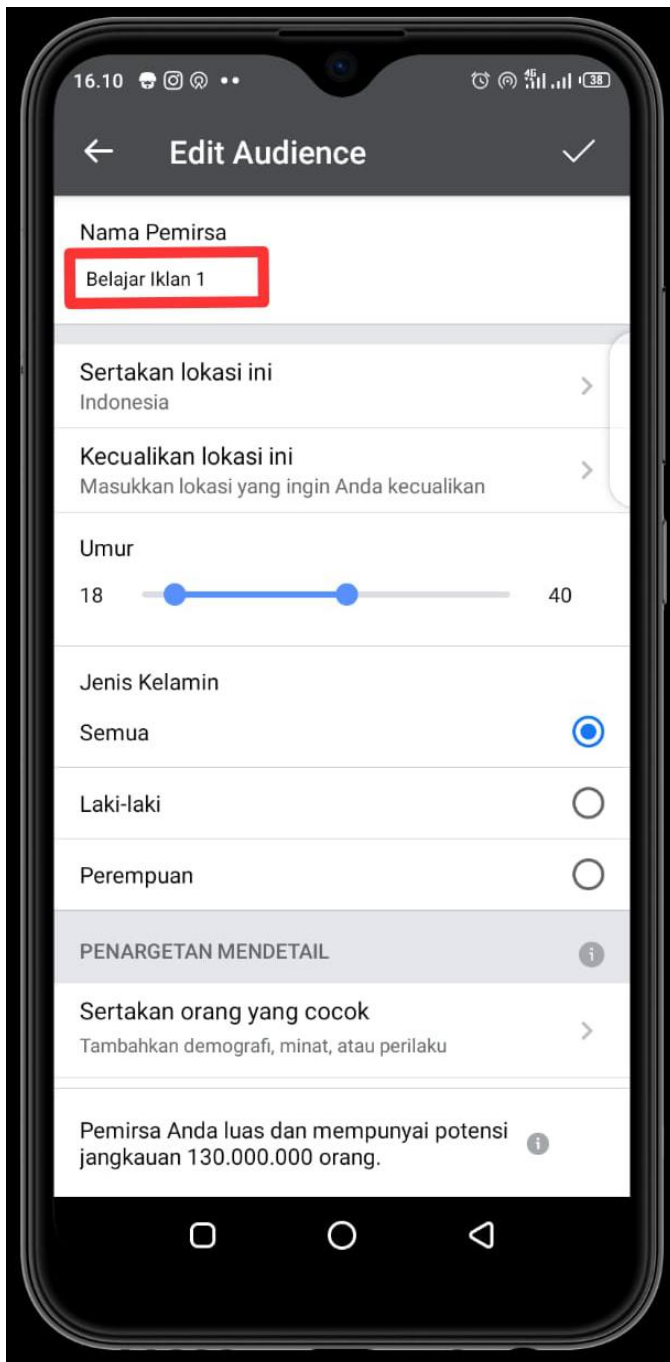 16.10
4G
38
Edit Audience
Nama Pemirsa
Belajar Iklan 1
Sertakan lokasi ini
Indonesia
Kecualikan lokasi ini
Masukkan lokasi yang ingin Anda kecualikan
Umur
18
40
Jenis Kelamin
Semua
Laki-laki
Perempuan
PENARGETAN MENDETAIL
Sertakan orang yang cocok
Tambahkan demografi, minat, atau perilaku
Pemirsa Anda luas dan mempunyai potensi
jangkauan 130.000.000 orang.